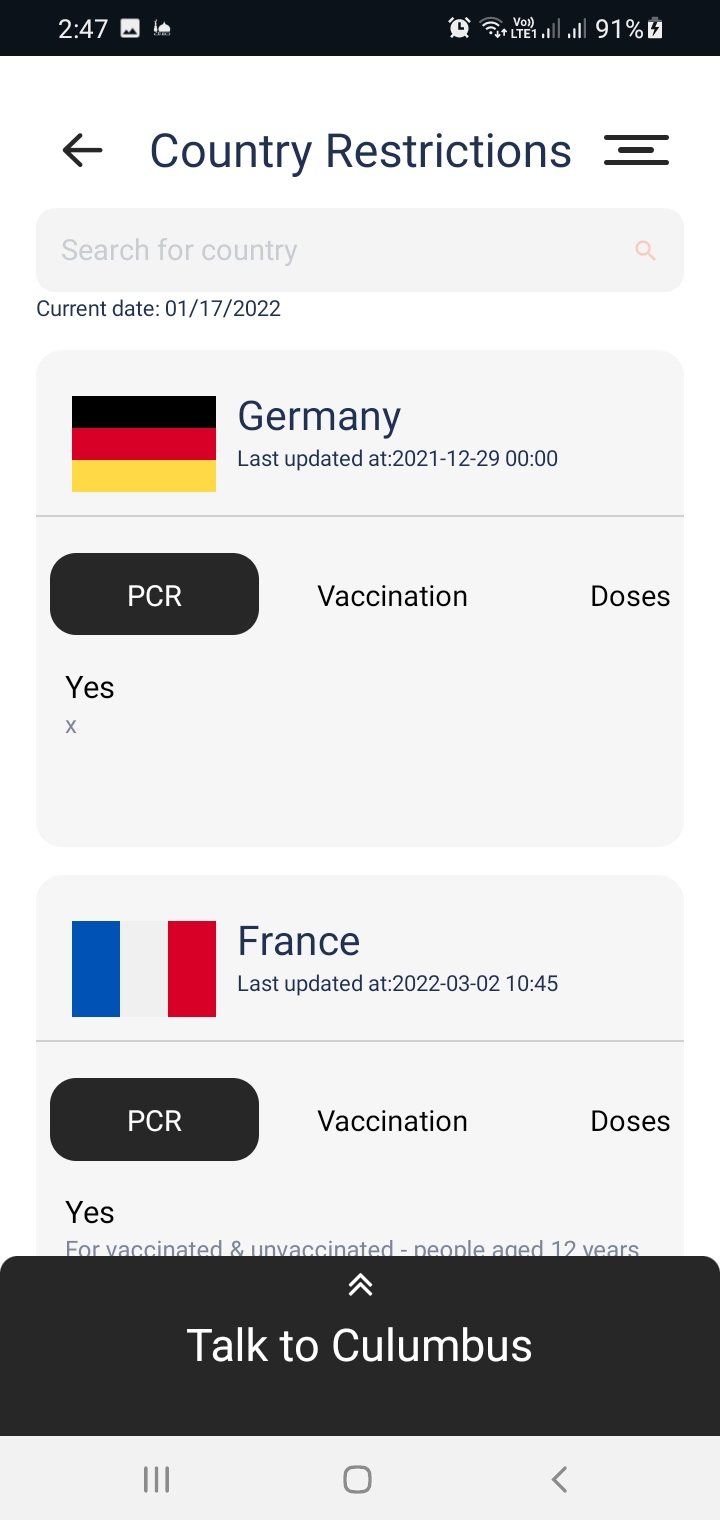 2:47 Vo)) LTE1 91%
Country Restrictions
Search for country
Current date: 01/17/2022
Germany
Last updated at:2021-12-29 00:00
PCR Vaccination Doses
Yes
x
France
Last updated at:2022-03-02 10:45
PCR Vaccination Doses
Yes
For vaccinated & unvaccinated - people aged 12 years
Talk to Culumbus